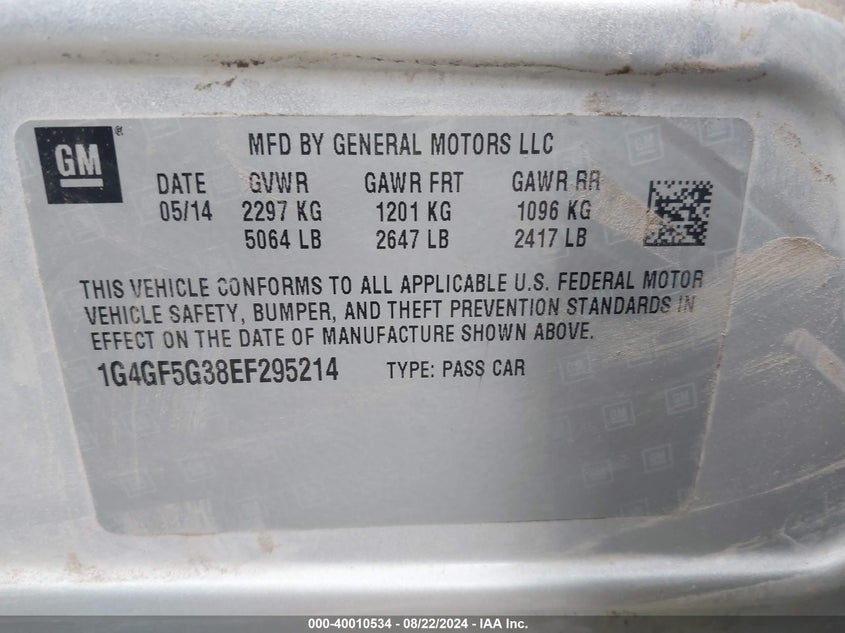 GM
MFD BY GENERAL MOTORS LLC
DATE GVWR GAWR FRT GAWR RR
05/14 2297 KG 1201 KG 1096 KG
5064 LB 2647 LB 2417 LB
THIS VEHICLE CONFORMS TO ALL APPLICABLE U.S. FEDERAL MOTOR
VEHICLE SAFETY, BUMPER, AND THEFT PREVENTION STANDARDS IN
EFFECT ON THE DATE OF MANUFACTURE SHOWN ABOVE.
1G4GF5G38EF295214 TYPE: PASS CAR
000-40010534 - 08/22/2024 - IAA Inc.